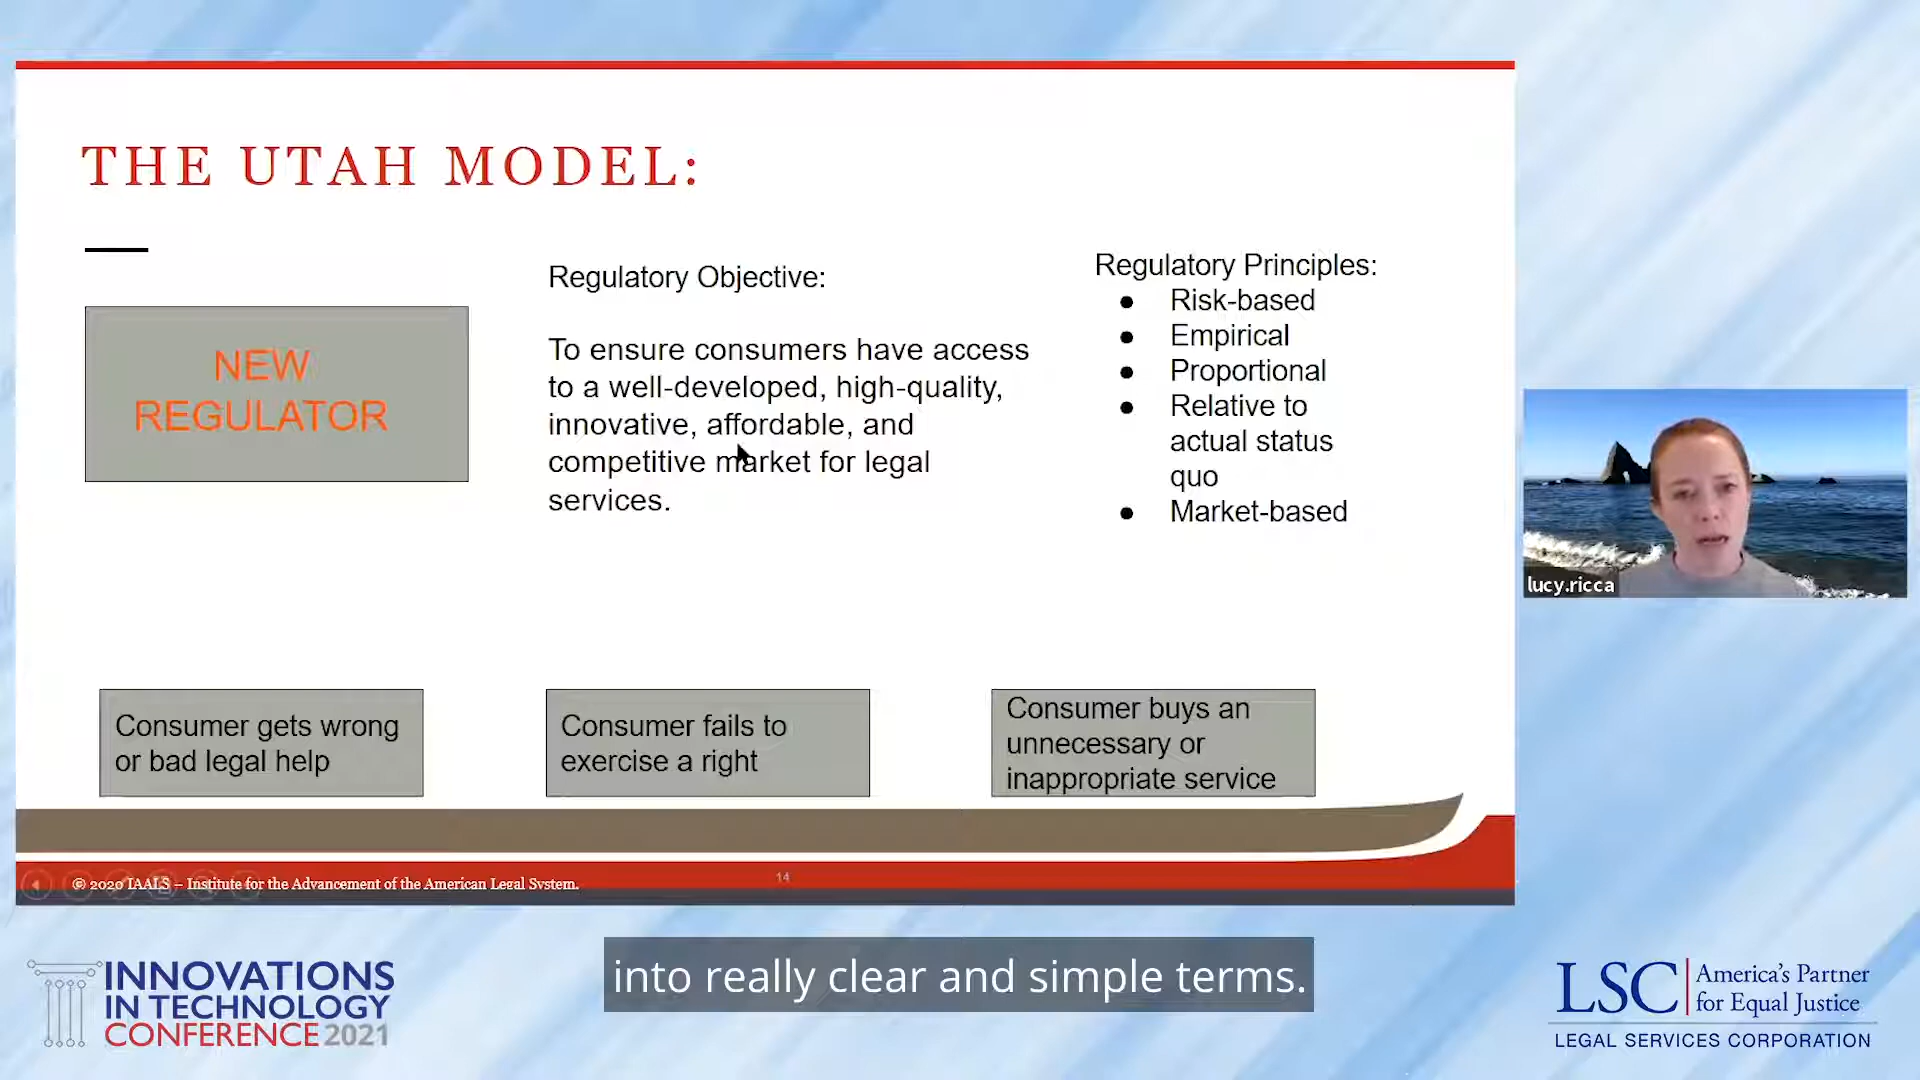 THE UTAH MODEL:
NEW
REGULATOR
Regulatory Objective:
To ensure consumers have access
to a well-developed, high-quality,
innovative, affordable, and
competitive market for legal
services.
Regulatory Principles:
● Risk-based
● Empirical
● Proportional
● Relative to
actual status
quo
● Market-based
lucy.ricca
Consumer gets wrong
or bad legal help
Consumer fails to
exercise a right
Consumer buys an
unnecessary or
inappropriate service
© 2020 IAALS – Institute for the Advancement of the American Legal System.
14
into really clear and simple terms.
INNOVATIONS
IN TECHNOLOGY
CONFERENCE 2021
LSC America's Partner
for Equal Justice
LEGAL SERVICES CORPORATION